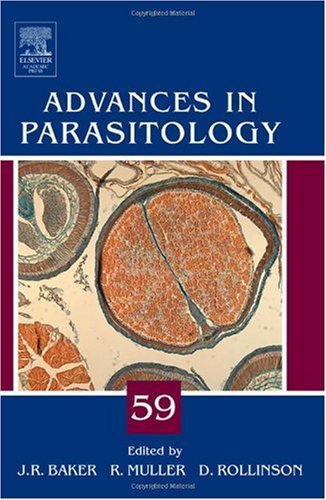 ELSEVIER
ACADEMIC
PRESS
ADVANCES IN
PARASITOLOGY
59
Edited by
J.R. BAKER R. MULLER D. ROLLINSON